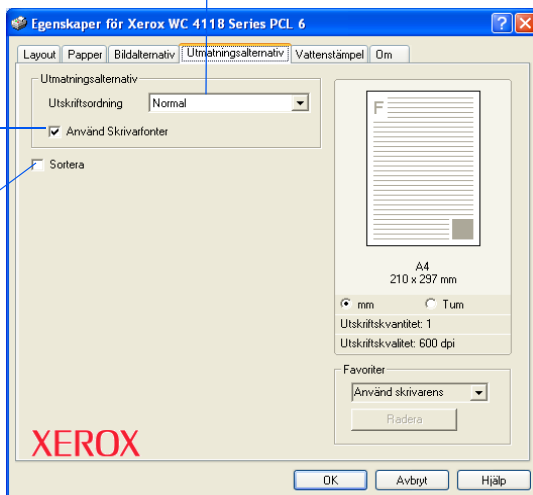 Egenskaper för Xerox WC 4118 Series PCL 6
Layout Papper Bildalternativ Utmatningsalternativ Vattenstämpel Om
Utmatningsalternativ
Utskriftsordning Normal
Använd Skrivarfonter
Sortera
F
A4
210 x 297 mm
mm Tum
Utskriftskvantitet: 1
Utskriftskvalitet: 600 dpi
Favoriter
Använd skrivarens
Radera
XEROX
OK Avbryt Hjälp